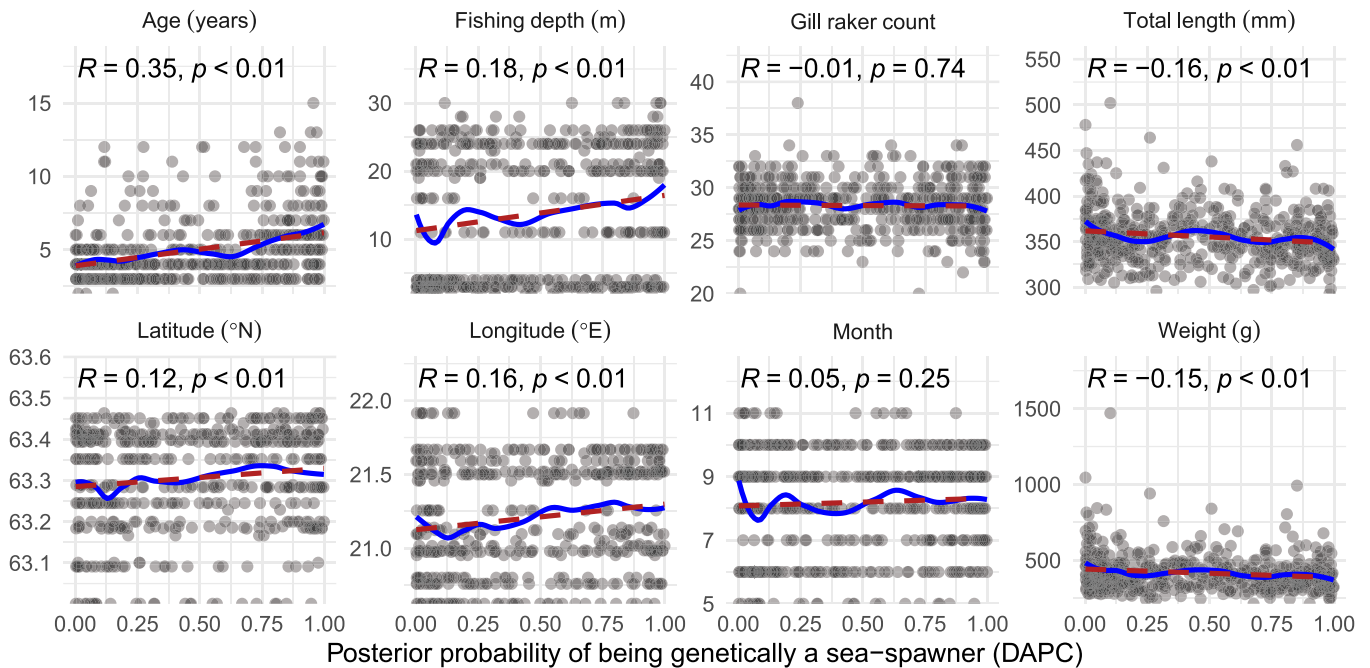 Age (years)
Fishing depth (m)
Gill raker count
Total length (mm)
R = 0.35, p < 0.01
R = 0.18, p < 0.01
R = −0.01, p = 0.74
R = −0.16, p < 0.01
15
10
5
30
20
10
40
35
30
25
20
550
500
450
400
350
300
Latitude (°N)
Longitude (°E)
Month
Weight (g)
R = 0.12, p < 0.01
R = 0.16, p < 0.01
R = 0.05, p = 0.25
R = −0.15, p < 0.01
63.6
63.5
63.4
63.3
63.2
63.1
22.0
21.5
21.0
11
9
7
5
1500
1000
500
0.00 0.25 0.50 0.75 1.00
0.00 0.25 0.50 0.75 1.00
0.00 0.25 0.50 0.75 1.00
0.00 0.25 0.50 0.75 1.00
Posterior probability of being genetically a sea−spawner (DAPC)